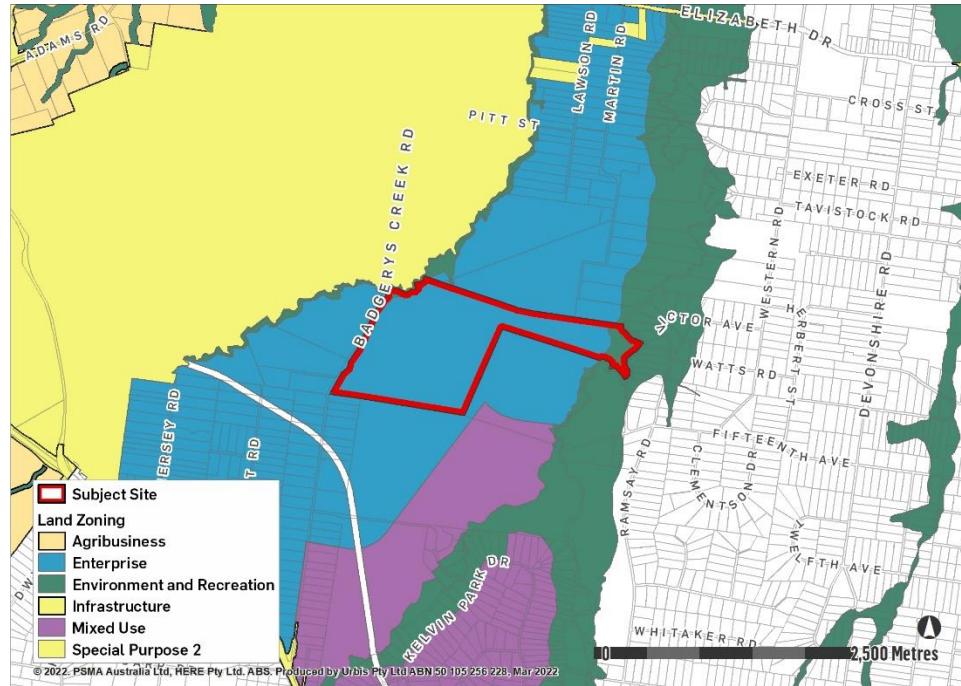 ELIZABETH DR
ADAMS RD
LAWSON RD
MARTIN RD
CROSS ST
PITT ST
BADGERYS CREEK RD
EXETER RD
TAVISTOCK RD
WESTERN RD
DEVONSHIRE RD
HERBERT ST
VICTOR AVE
WATTS RD
FIFTEENTH AVE
RAMSAY RD
CLEMENTSON DR
TWELFTH AVE
KELVIN PARK DR
WHITAKER RD
Subject Site
Land Zoning
Agribusiness
Enterprise
Environment and Recreation
Infrastructure
Mixed Use
Special Purpose 2
0 2,500 Metres
© 2022. PSMA Australia Ltd, HERE Pty Ltd. ABS. Produced by Urbis Pty Ltd ABN 50 105 256 228, Mar 2022